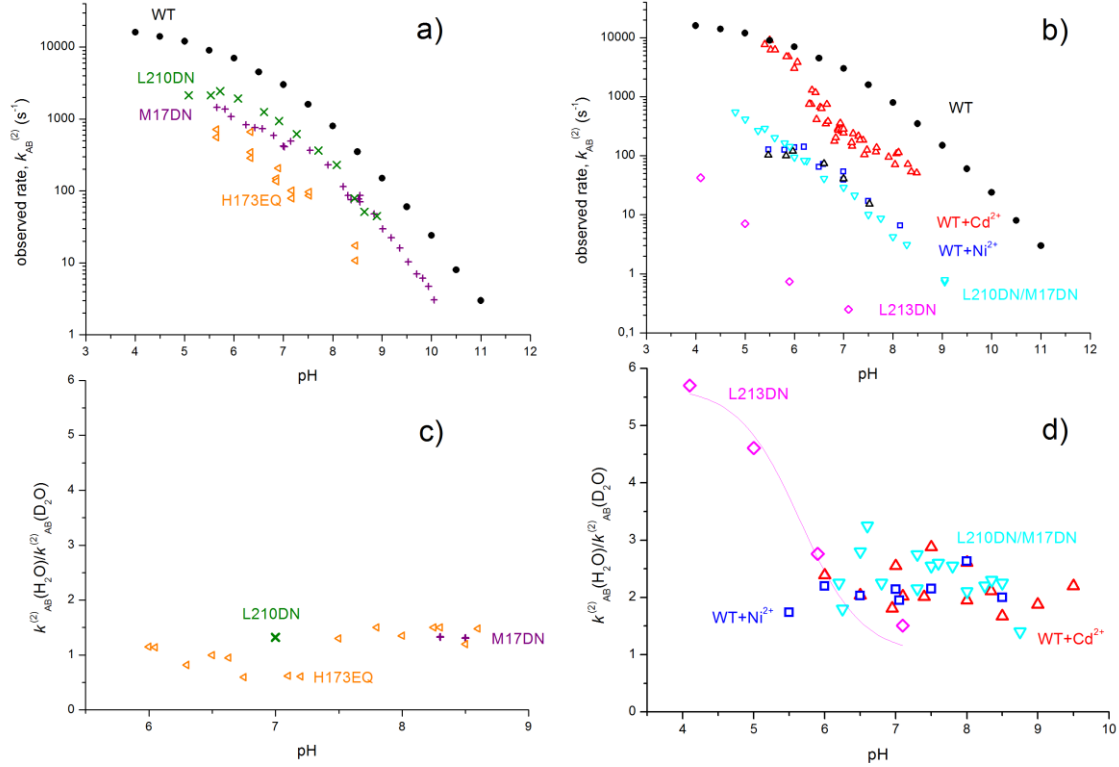 a)
WT
L210DN
M17DN
H173EQ
10000
1000
100
10
1
observed rate, k_AB^(2) (s^-1)
3 4 5 6 7 8 9 10 11 12
pH
b)
WT
WT+Cd2+
WT+Ni2+
L210DN/M17DN
L213DN
10000
1000
100
10
1
0,1
observed rate, k_AB^(2) (s^-1)
3 4 5 6 7 8 9 10 11 12
pH
c)
L210DN
M17DN
H173EQ
6
5
4
3
2
1
0
k^(2)_AB(H2O)/k^(2)_AB(D2O)
6 7 8 9
pH
d)
L213DN
L210DN/M17DN
WT+Ni2+
WT+Cd2+
6
5
4
3
2
1
0
k^(2)_AB(H2O)/k^(2)_AB(D2O)
4 5 6 7 8 9 10
pH